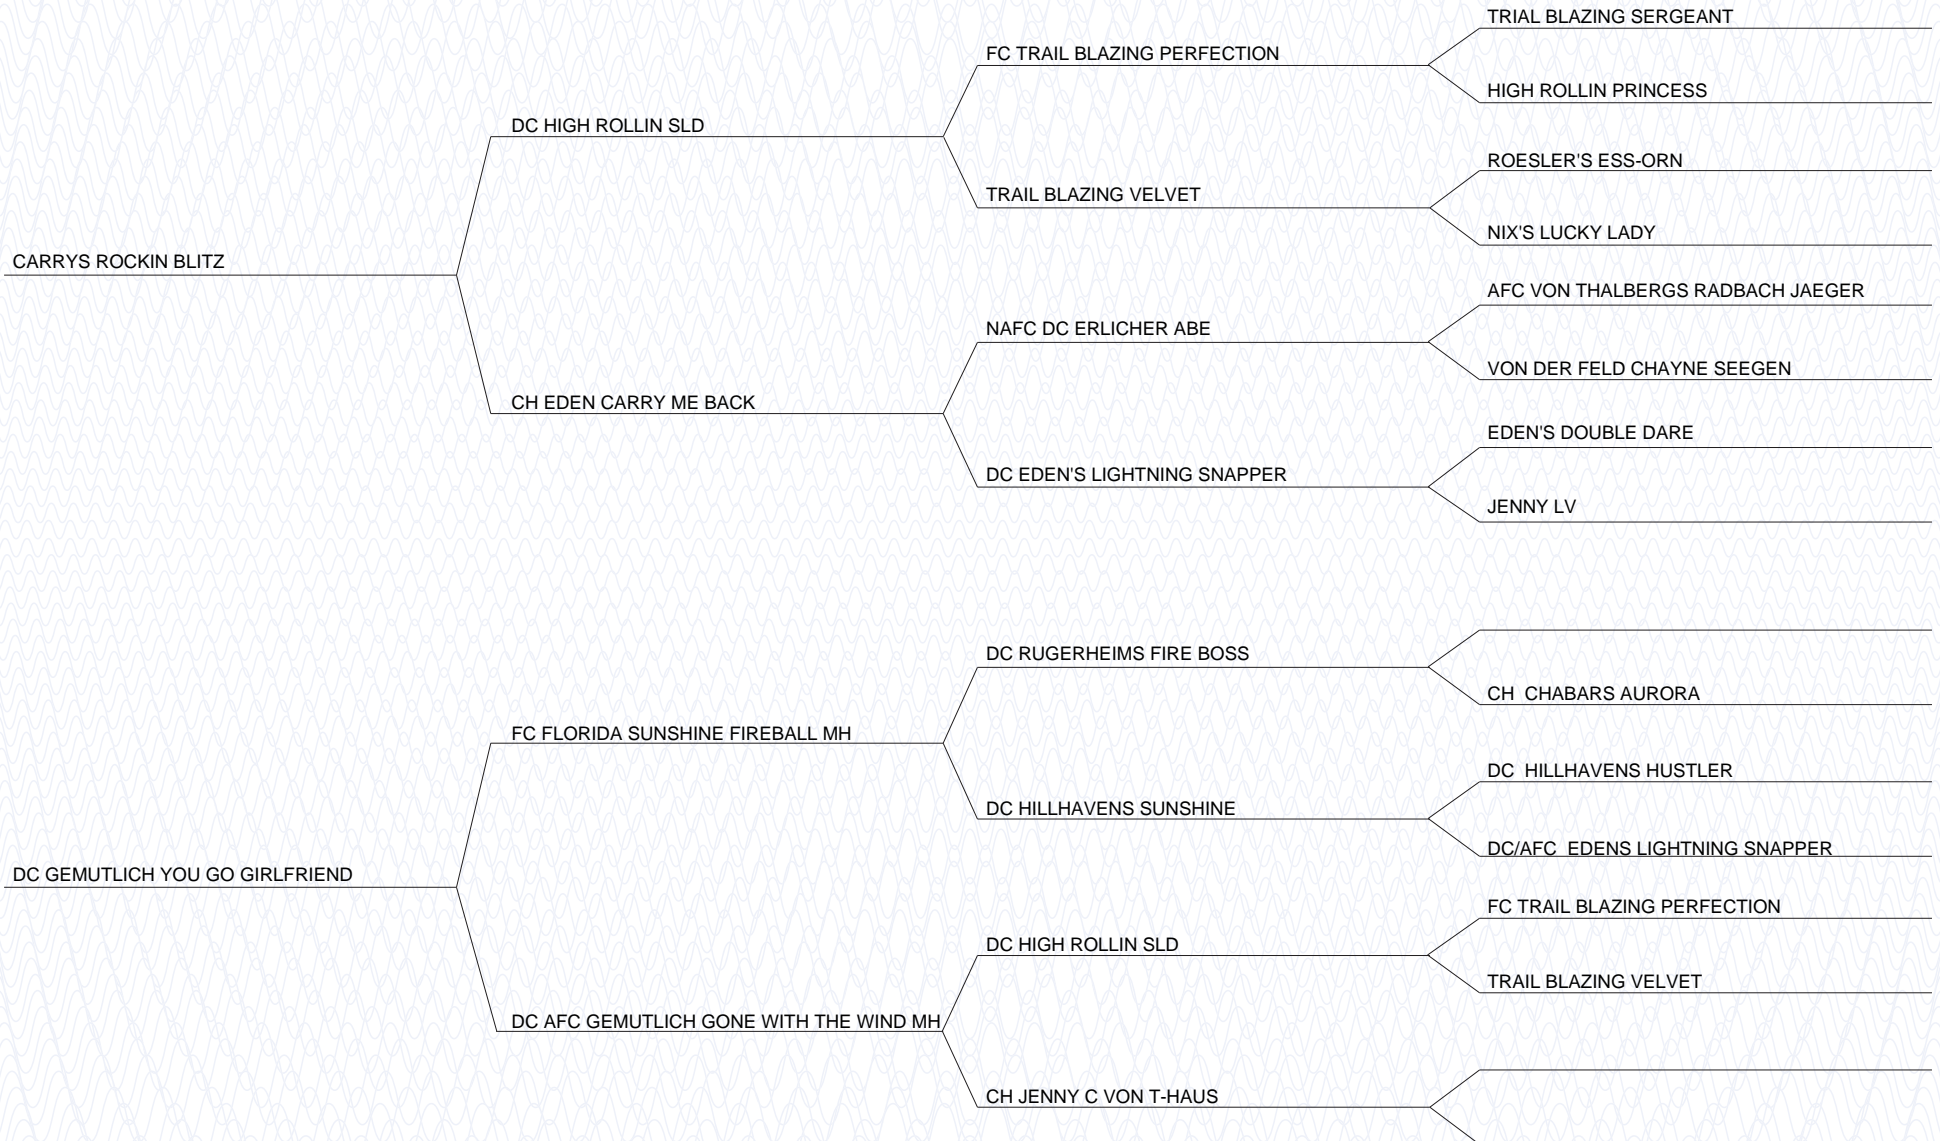 TRIAL BLAZING SERGEANT
FC TRAIL BLAZING PERFECTION
HIGH ROLLIN PRINCESS
DC HIGH ROLLIN SLD
ROESLER'S ESS-ORN
TRAIL BLAZING VELVET
NIX'S LUCKY LADY
CARRYS ROCKIN BLITZ
AFC VON THALBERGS RADBACH JAEGER
NAFC DC ERLICHER ABE
VON DER FELD CHAYNE SEEGEN
CH EDEN CARRY ME BACK
EDEN'S DOUBLE DARE
DC EDEN'S LIGHTNING SNAPPER
JENNY LV
DC RUGERHEIMS FIRE BOSS
CH  CHABARS AURORA
FC FLORIDA SUNSHINE FIREBALL MH
DC  HILLHAVENS HUSTLER
DC HILLHAVENS SUNSHINE
DC/AFC  EDENS LIGHTNING SNAPPER
DC GEMUTLICH YOU GO GIRLFRIEND
FC TRAIL BLAZING PERFECTION
DC HIGH ROLLIN SLD
TRAIL BLAZING VELVET
DC AFC GEMUTLICH GONE WITH THE WIND MH
CH JENNY C VON T-HAUS